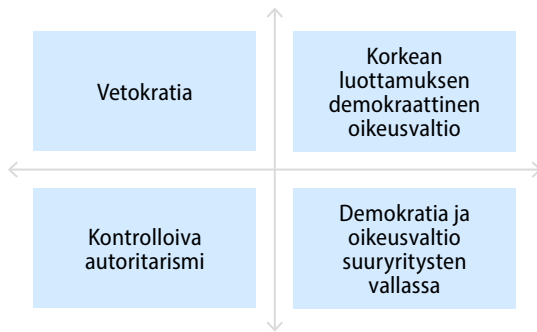 Vetokratia
Korkean
luottamuksen
demokraattinen
oikeusvaltio
Kontrolloiva
autoritarismi
Demokratia ja
oikeusvaltio
suuryritysten
vallassa